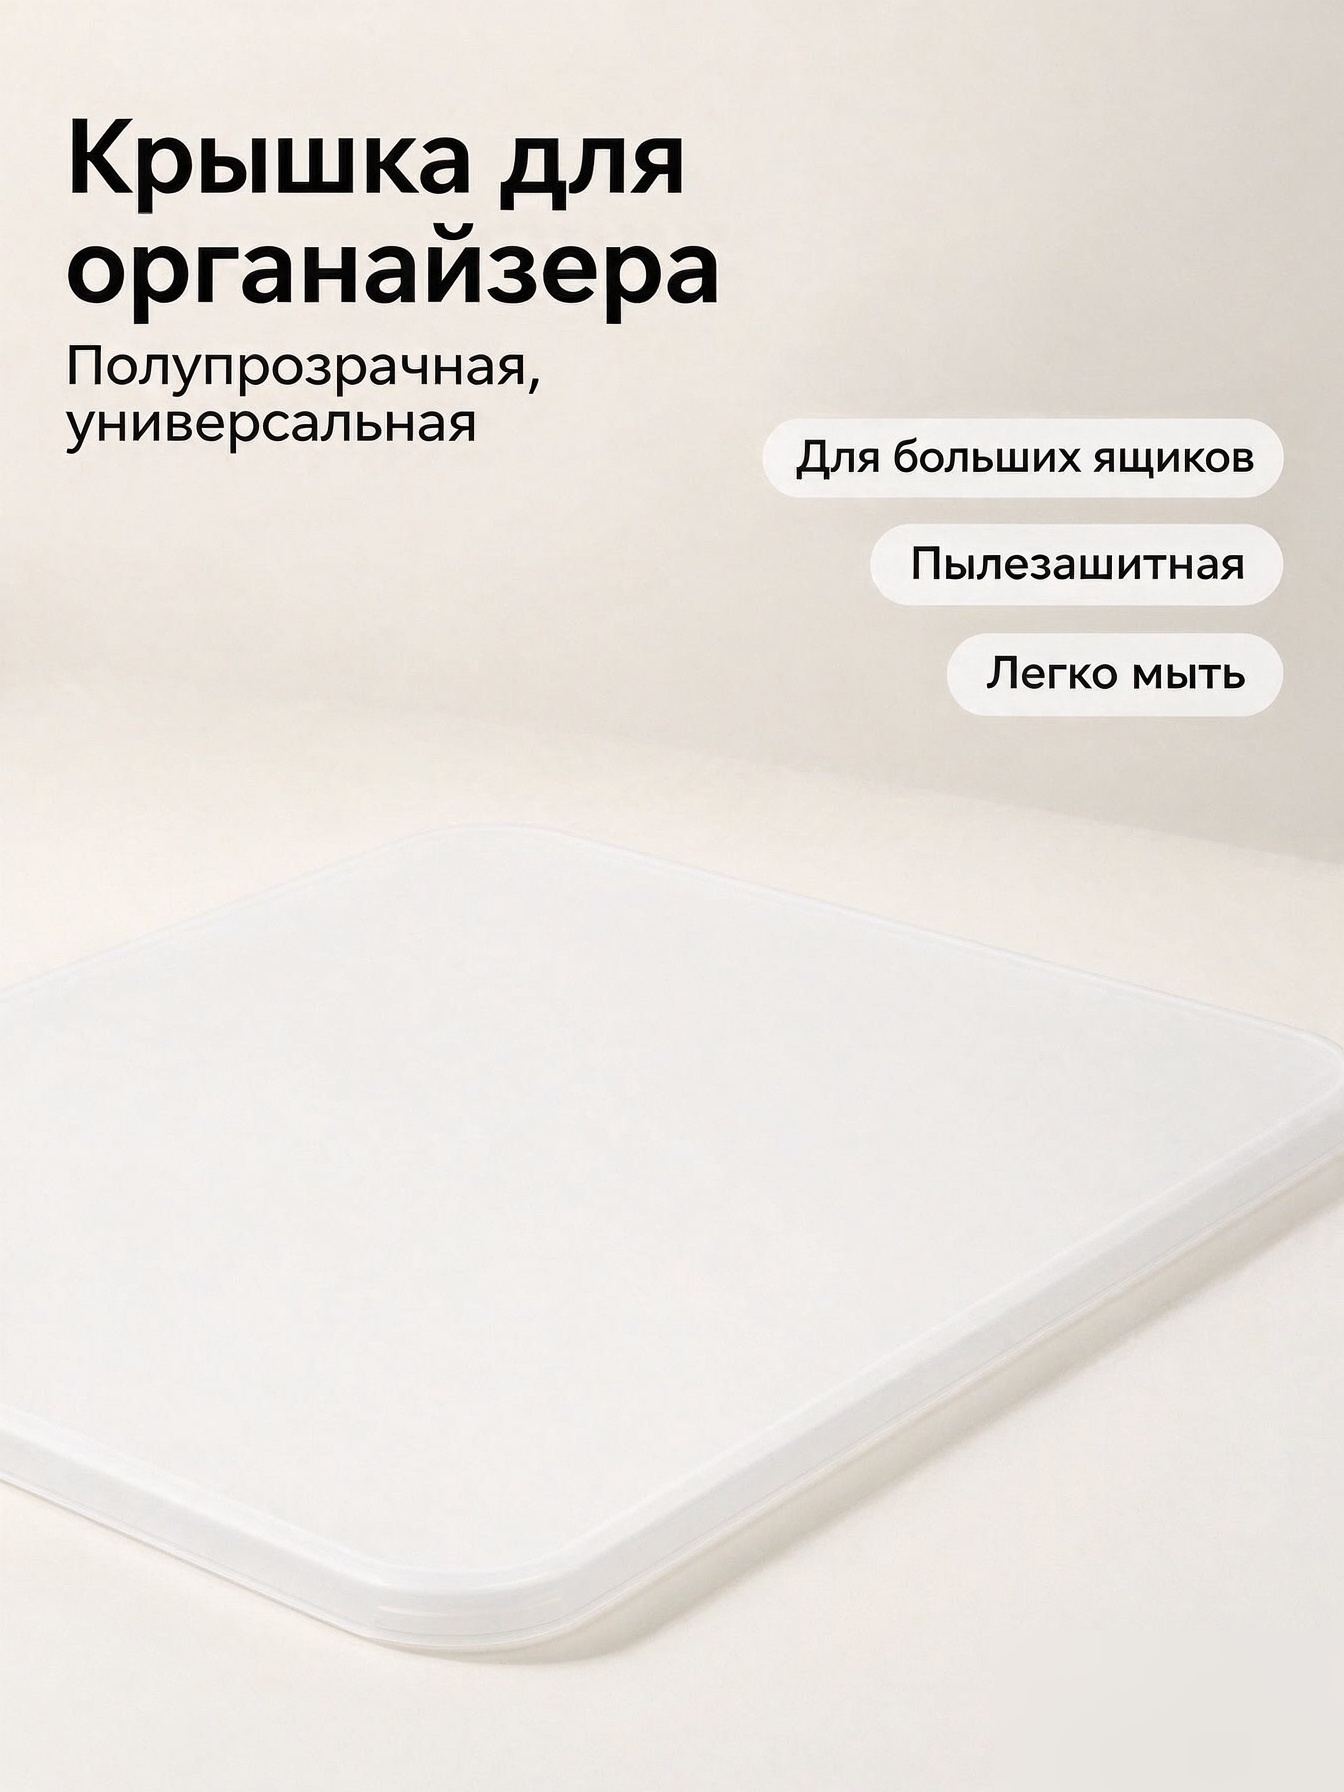 Крышка для
органайзера
Полупрозрачная,
универсальная
Для больших ящиков
Пылезашитная
Легко мыть